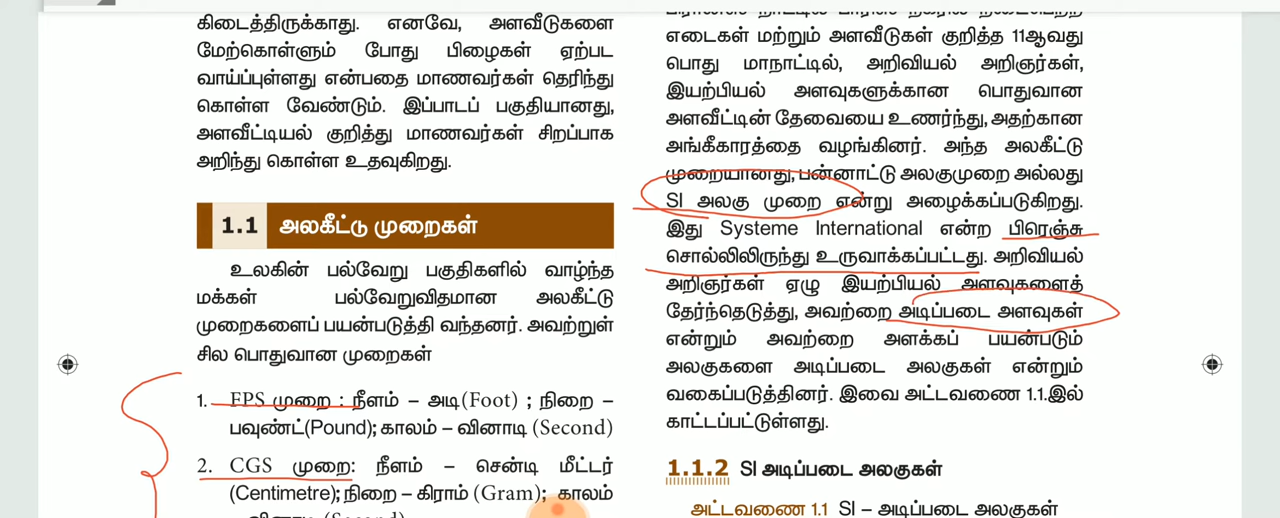 கிடைத்திருக்காது. எனவே, அளவீடுகளை
மேற்கொள்ளும் போது பிழைகள் ஏற்பட
வாய்ப்புள்ளது என்பதை மாணவர்கள் தெரிந்து
கொள்ள வேண்டும். இப்பாடப் பகுதியானது,
அளவீட்டியல் குறித்து மாணவர்கள் சிறப்பாக
அறிந்து கொள்ள உதவுகிறது.
1.1 அலகீட்டு முறைகள்
உலகின் பல்வேறு பகுதிகளில் வாழ்ந்த
மக்கள் பல்வேறுவிதமான அலகீட்டு
முறைகளைப் பயன்படுத்தி வந்தனர். அவற்றுள்
சில பொதுவான முறைகள்
1. FPS முறை : நீளம் – அடி (Foot) ; நிறை –
பவுண்ட்(Pound); காலம் – வினாடி (Second)
2. CGS முறை: நீளம் – சென்டி மீட்டர்
(Centimetre); நிறை – கிராம் (Gram); காலம்
– வினாடி (Second)
பிரான்ஸ் நாட்டில் பாரிஸ் நகரில் நடைபெற்ற
எடைகள் மற்றும் அளவீடுகள் குறித்த 11ஆவது
பொது மாநாட்டில், அறிவியல் அறிஞர்கள்,
இயற்பியல் அளவுகளுக்கான பொதுவான
அளவீட்டின் தேவையை உணர்ந்து, அதற்கான
அங்கீகாரத்தை வழங்கினர். அந்த அலகீட்டு
முறையானது, பன்னாட்டு அலகுமுறை அல்லது
SI அலகு முறை என்று அழைக்கப்படுகிறது.
இது Systeme International என்ற பிரெஞ்சு
சொல்லிலிருந்து உருவாக்கப்பட்டது. அறிவியல்
அறிஞர்கள் ஏழு இயற்பியல் அளவுகளைத்
தேர்ந்தெடுத்து, அவற்றை அடிப்படை அளவுகள்
என்றும் அவற்றை அளக்கப் பயன்படும்
அலகுகளை அடிப்படை அலகுகள் என்றும்
வகைப்படுத்தினர். இவை அட்டவணை 1.1.இல்
காட்டப்பட்டுள்ளது.
1.1.2 SI அடிப்படை அலகுகள்
அட்டவணை 1.1 SI – அடிப்படை அலகுகள்